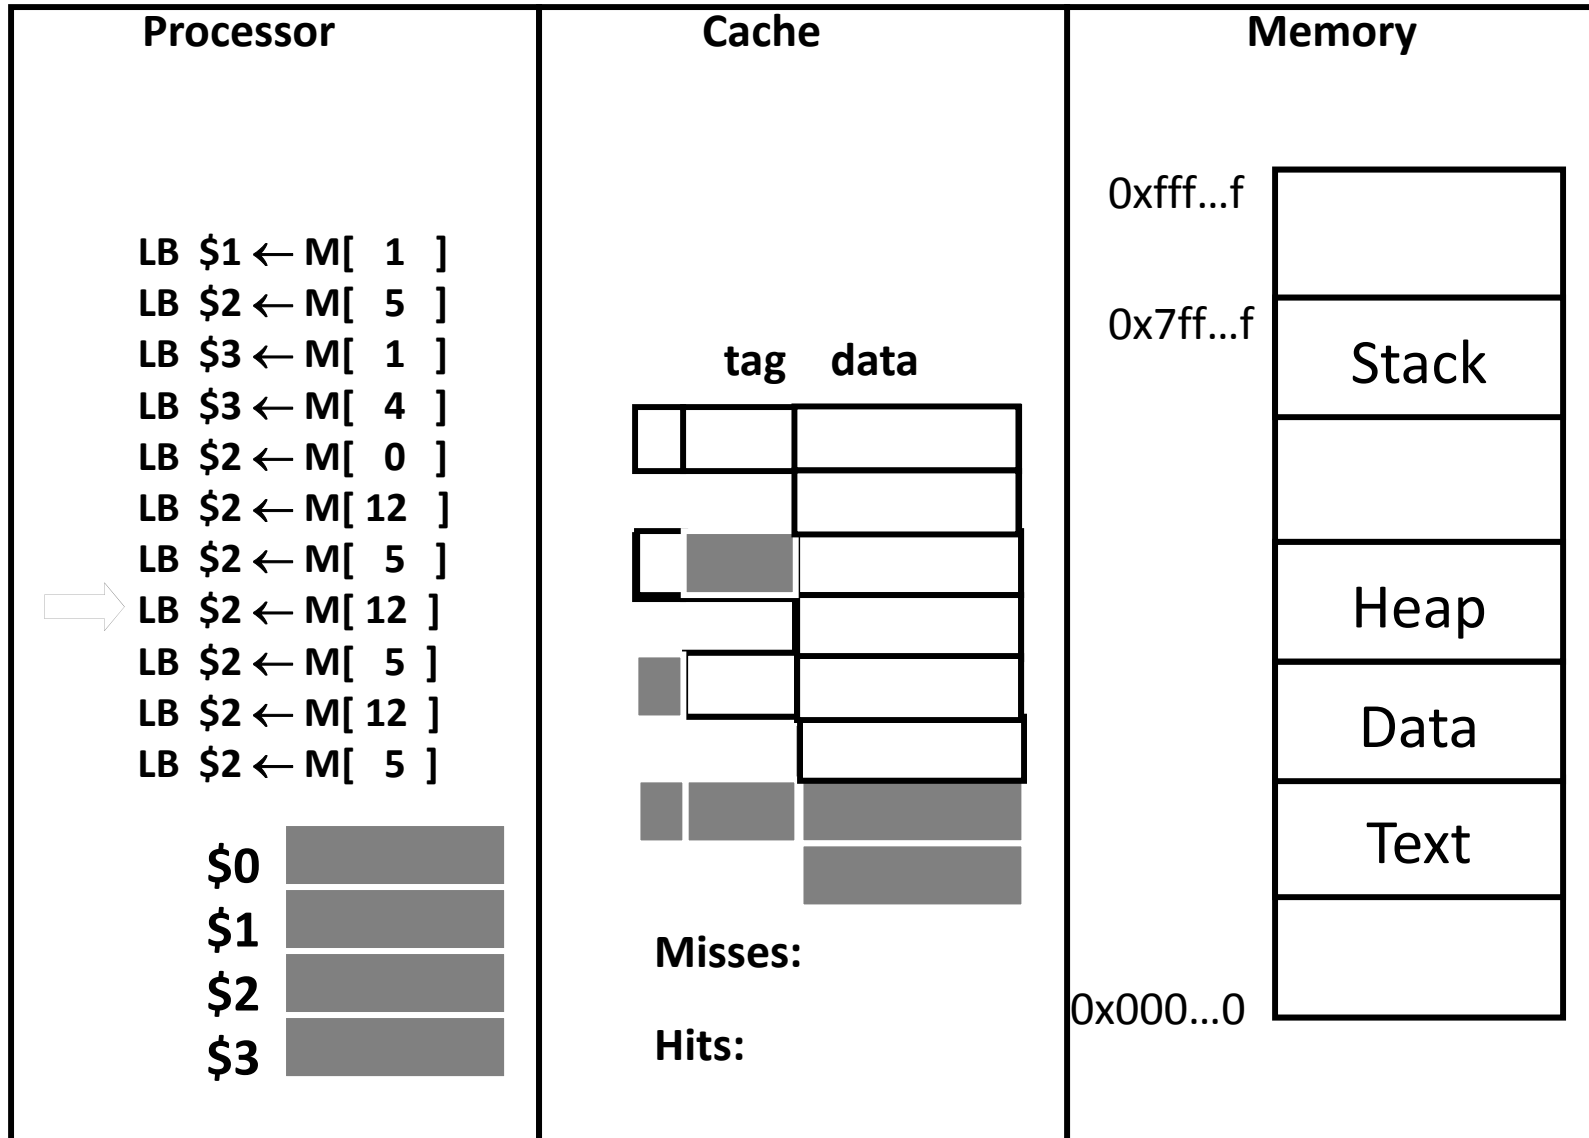 Processor
LB $1 ← M[ 1 ]
LB $2 ← M[ 5 ]
LB $3 ← M[ 1 ]
LB $3 ← M[ 4 ]
LB $2 ← M[ 0 ]
LB $2 ← M[ 12 ]
LB $2 ← M[ 5 ]
LB $2 ← M[ 12 ]
LB $2 ← M[ 5 ]
LB $2 ← M[ 12 ]
LB $2 ← M[ 5 ]
$0
$1
$2
$3
Cache
tag data
Misses:
Hits:
Memory
0xfff...f
0x7ff...f
Stack
Heap
Data
Text
0x000...0